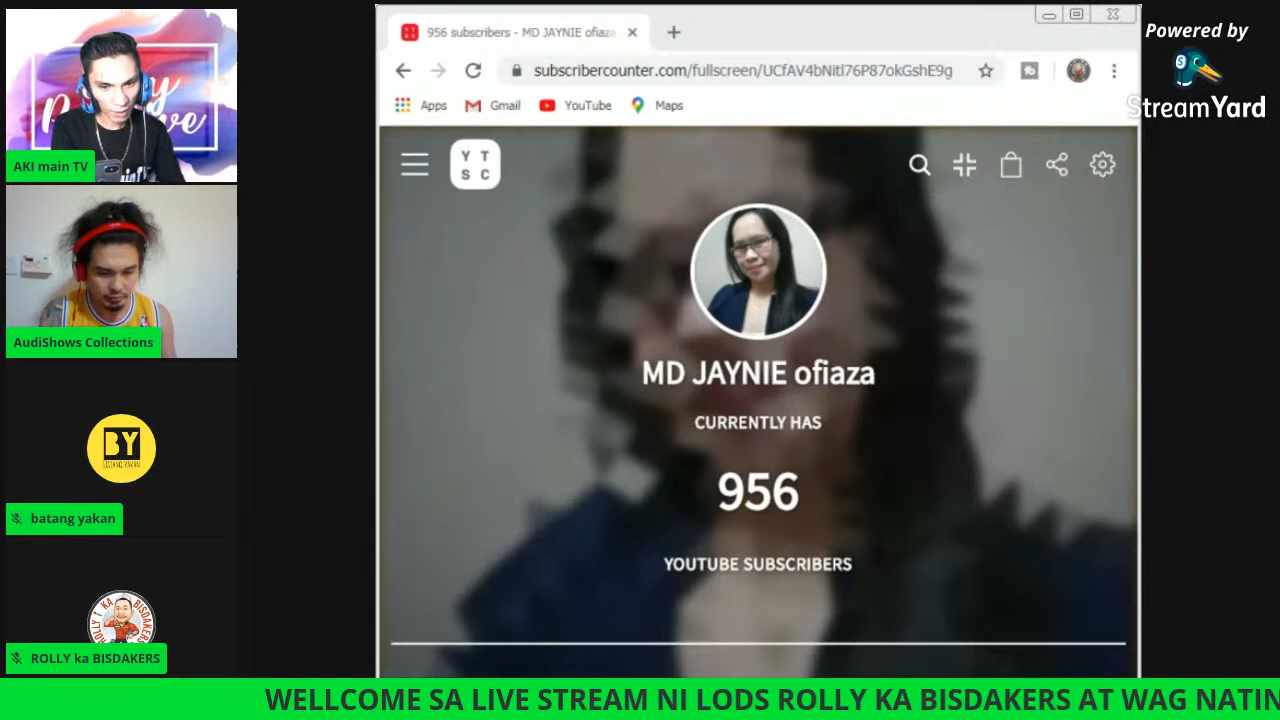 AKI main TV
AudiShows Collections
BY
batang yakan
ROLLY ka BISDAKERS
956 subscribers - MD JAYNIE ofiaza
subscribercounter.com/fullscreen/UCfAV4bNitl76P87okGshE9g
Apps
Gmail
YouTube
Maps
Y T
S C
MD JAYNIE ofiaza
CURRENTLY HAS
956
YOUTUBE SUBSCRIBERS
Powered by
StreamYard
WELLCOME SA LIVE STREAM NI LODS ROLLY KA BISDAKERS AT WAG NATIN